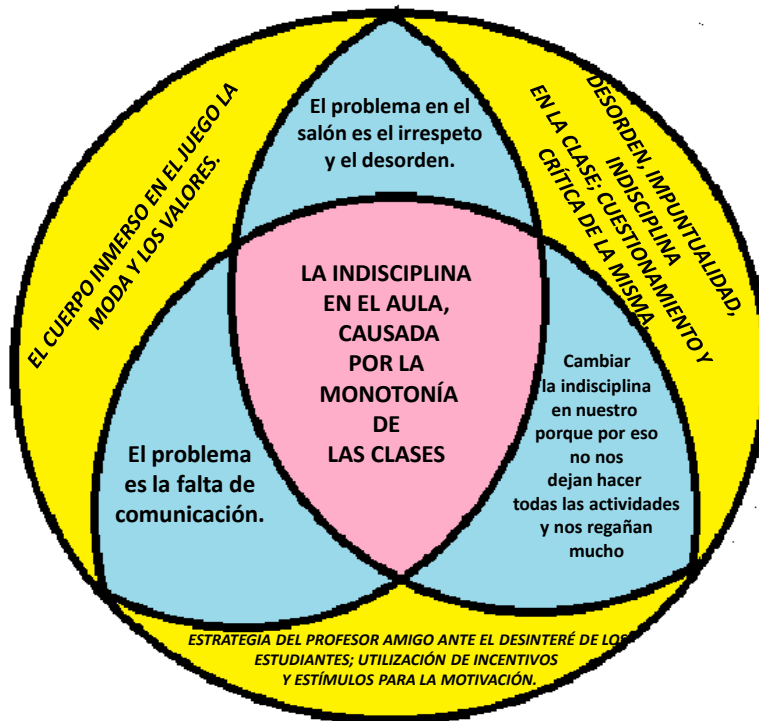 El problema en el
salón es el irrespeto
y el desorden.
EL CUERPO INMERSO EN EL JUEGO LA
MODA Y LOS VALORES.
DESORDEN, IMPUNTUALIDAD,
INDISCIPLINA
EN LA CLASE; CUESTIONAMIENTO Y
CRÍTICA DE LA MISMA.
LA INDISCIPLINA
EN EL AULA,
CAUSADA
POR LA
MONOTONÍA
DE
LAS CLASES
El problema
es la falta de
comunicación.
Cambiar
la indisciplina
en nuestro
porque por eso
no nos
dejan hacer
todas las actividades
y nos regañan
mucho
ESTRATEGIA DEL PROFESOR AMIGO ANTE EL DESINTERÉ DE LOS
ESTUDIANTES; UTILIZACIÓN DE INCENTIVOS
Y ESTÍMULOS PARA LA MOTIVACIÓN.